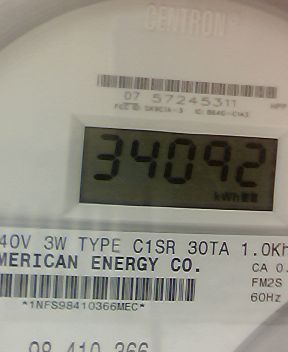 CENTRON®
07 57245311
34092
kWh
40V 3W TYPE C1SR 30TA 1.0Kh
MERICAN ENERGY CO.
CA 0.
FM2S
60Hz
*1NFS98410366MEC*
98 410 366